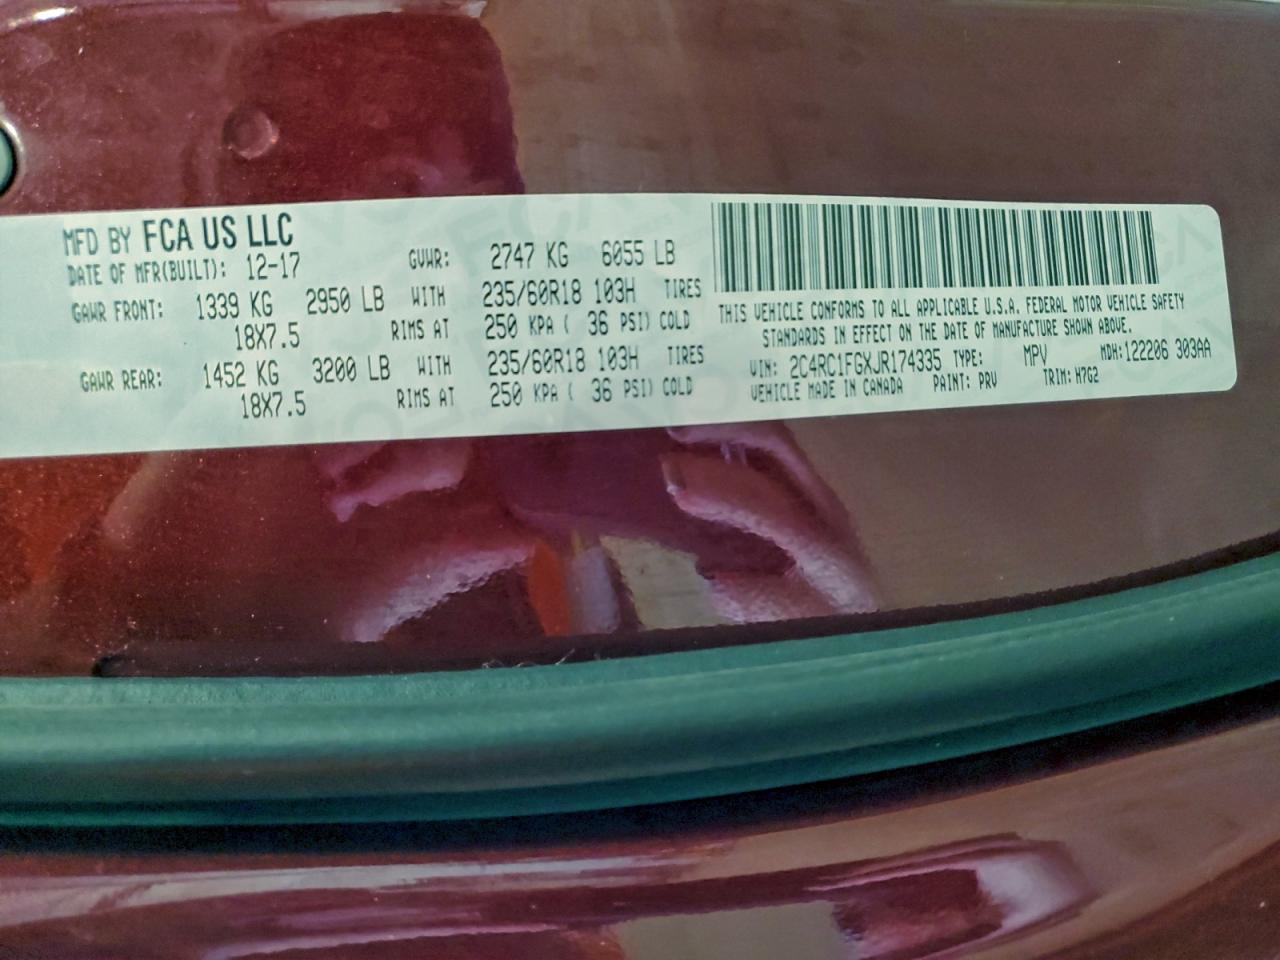 MFD BY FCA US LLC
DATE OF MFR(BUILT): 12-17 GVWR: 2747 KG 6055 LB
GAWR FRONT: 1339 KG 2950 LB WITH 235/60R18 103H TIRES
18X7.5 RIMS AT 250 KPA ( 36 PSI) COLD
GAWR REAR: 1452 KG 3200 LB WITH 235/60R18 103H TIRES
18X7.5 RIMS AT 250 KPA ( 36 PSI) COLD
THIS VEHICLE CONFORMS TO ALL APPLICABLE U.S.A. FEDERAL MOTOR VEHICLE SAFETY
STANDARDS IN EFFECT ON THE DATE OF MANUFACTURE SHOWN ABOVE.
VIN: 2C4RC1FGXJR174335 TYPE: MPV MDH:122206 303AA
VEHICLE MADE IN CANADA PAINT: PRV TRIM: H7G2